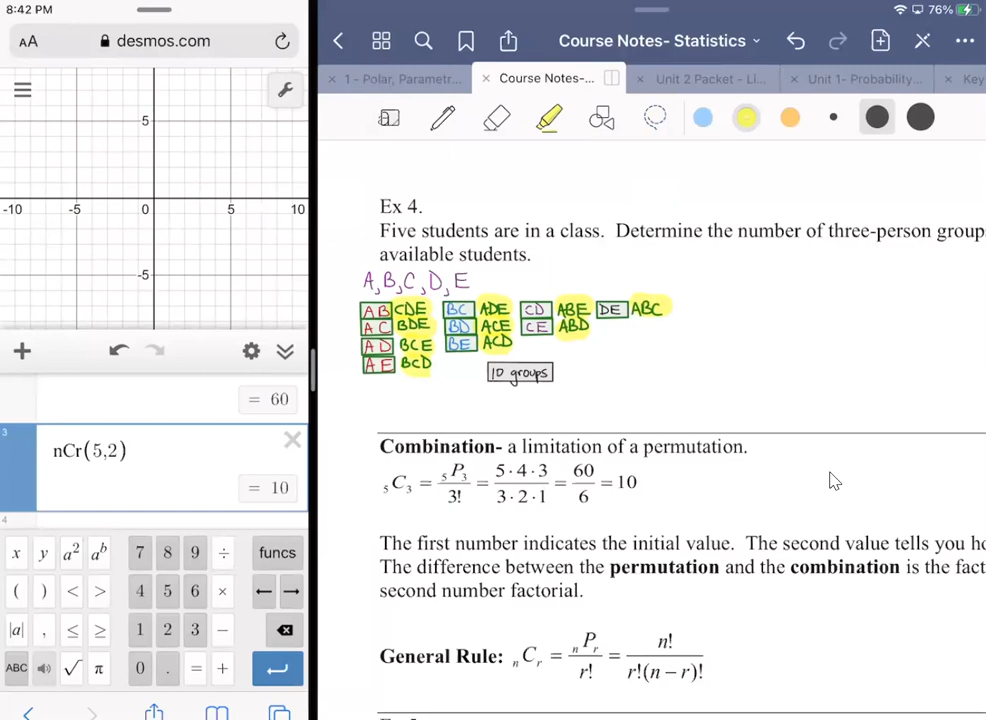 8:42 PM
76%
AA desmos.com
Course Notes- Statistics
1 - Polar, Parametr...
Course Notes-...
Unit 2 Packet - Li...
Unit 1- Probability...
Key
5
-10 -5 0 5 10
-5
= 60
3
nCr(5,2)
= 10
4
x y a² aᵇ 7 8 9 ÷ funcs
( ) < > 4 5 6 × ← →
|a| , ≤ ≥ 1 2 3 −
ABC √ π 0 . = +
Ex 4.
Five students are in a class. Determine the number of three-person group
available students.
A, B, C, D, E
AB CDE BC ADE CD ABE DE ABC
AC BDE BD ACE CE ABD
AD BCE BE ACD
AE BCD
10 groups
Combination- a limitation of a permutation.
₅C₃ = ₅P₃/3! = 5·4·3/3·2·1 = 60/6 = 10
The first number indicates the initial value. The second value tells you h
The difference between the permutation and the combination is the fact
second number factorial.
General Rule: ₙCᵣ = ₙPᵣ/r! = n!/r!(n−r)!